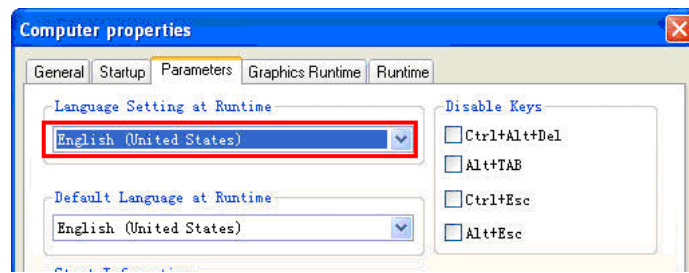 Computer properties
General Startup Parameters Graphics Runtime Runtime
Language Setting at Runtime
English (United States)
Default Language at Runtime
English (United States)
Disable Keys
Ctrl+Alt+Del
Alt+TAB
Ctrl+Esc
Alt+Esc